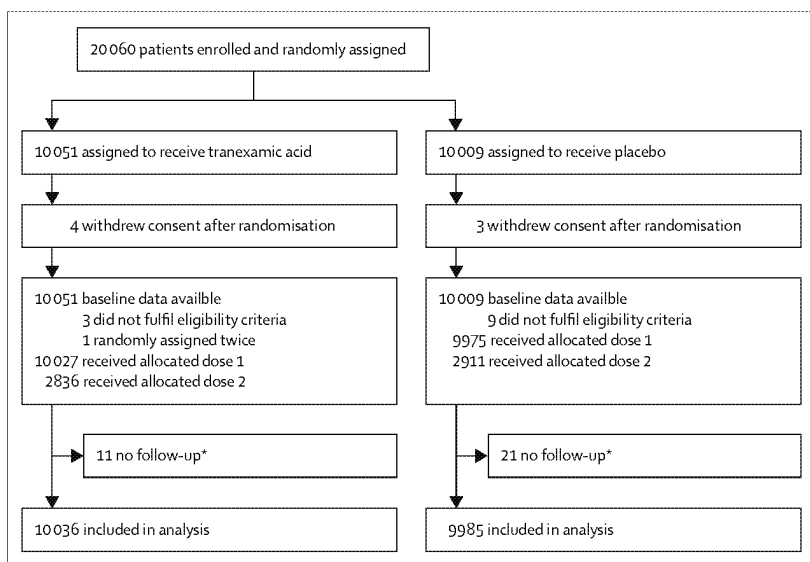 20 060 patients enrolled and randomly assigned
10 051 assigned to receive tranexamic acid
10 009 assigned to receive placebo
4 withdrew consent after randomisation
3 withdrew consent after randomisation
10 051 baseline data availble
3 did not fulfil eligibility criteria
1 randomly assigned twice
10 027 received allocated dose 1
2836 received allocated dose 2
10 009 baseline data availble
9 did not fulfil eligibility criteria
9975 received allocated dose 1
2911 received allocated dose 2
11 no follow-up*
21 no follow-up*
10 036 included in analysis
9985 included in analysis